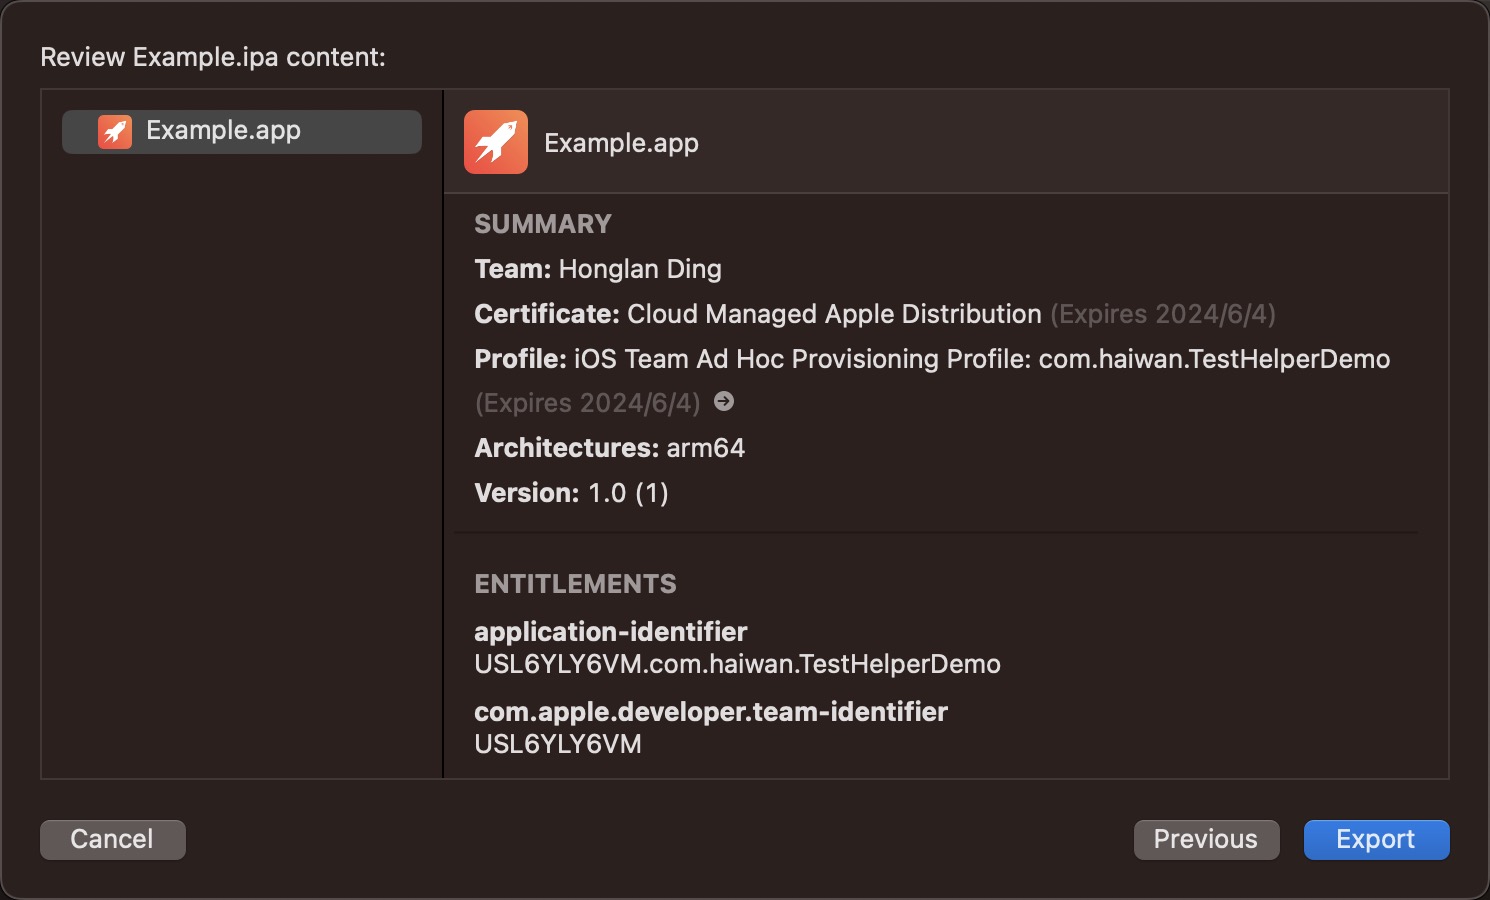 Review Example.ipa content:
Example.app
Example.app
SUMMARY
Team: Honglan Ding
Certificate: Cloud Managed Apple Distribution (Expires 2024/6/4)
Profile: iOS Team Ad Hoc Provisioning Profile: com.haiwan.TestHelperDemo
(Expires 2024/6/4)
Architectures: arm64
Version: 1.0 (1)
ENTITLEMENTS
application-identifier
USL6YLY6VM.com.haiwan.TestHelperDemo
com.apple.developer.team-identifier
USL6YLY6VM
Cancel
Previous
Export